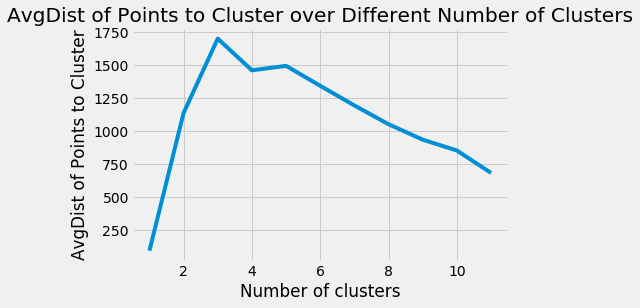 AvgDist of Points to Cluster over Different Number of Clusters
AvgDist of Points to Cluster
1750
1500
1250
1000
750
500
250
2 4 6 8 10
Number of clusters